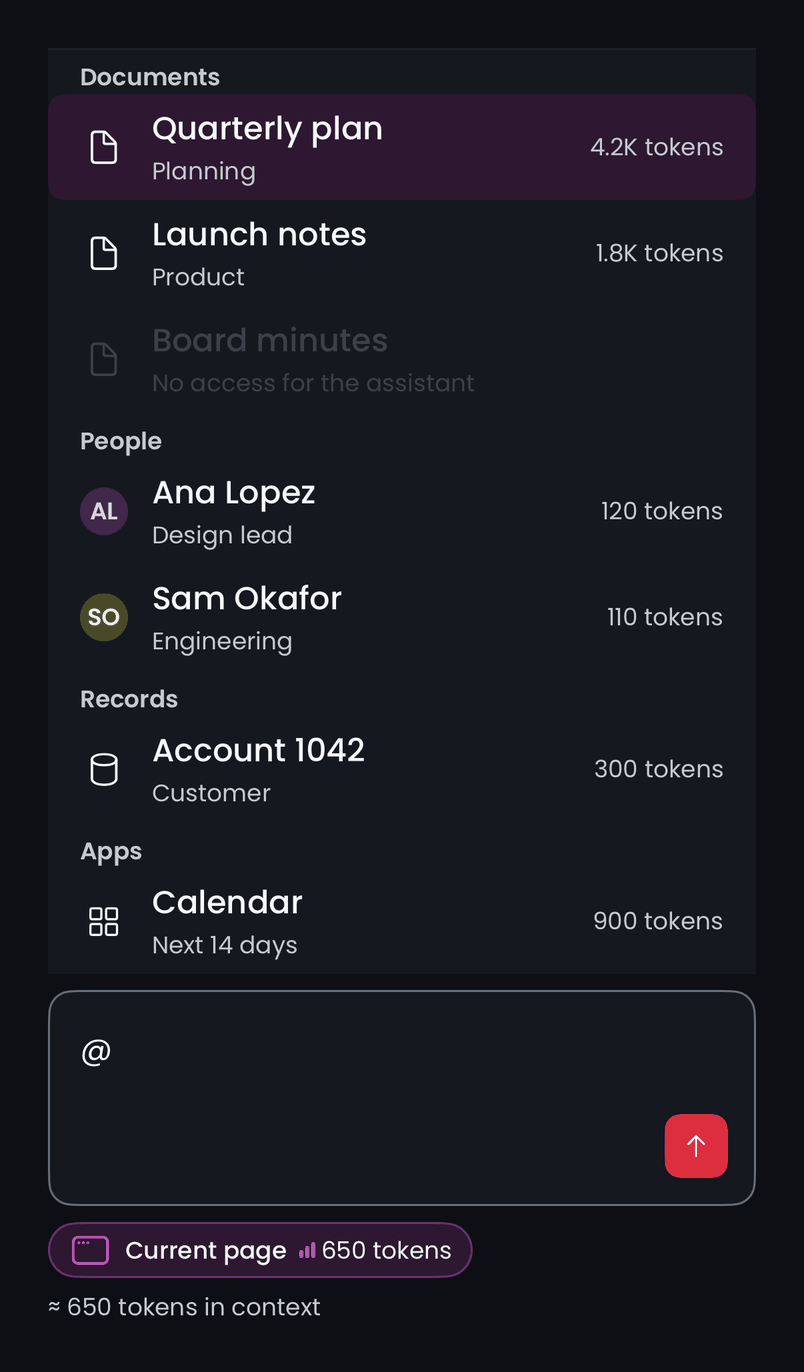 Documents
Quarterly plan
4.2K tokens
Planning
Launch notes
1.8K tokens
Product
Board minutes
No access for the assistant
People
AL
Ana Lopez
120 tokens
Design lead
SO
Sam Okafor
110 tokens
Engineering
Records
Account 1042
300 tokens
Customer
Apps
Calendar
900 tokens
Next 14 days
@
Current page 650 tokens
≈ 650 tokens in context